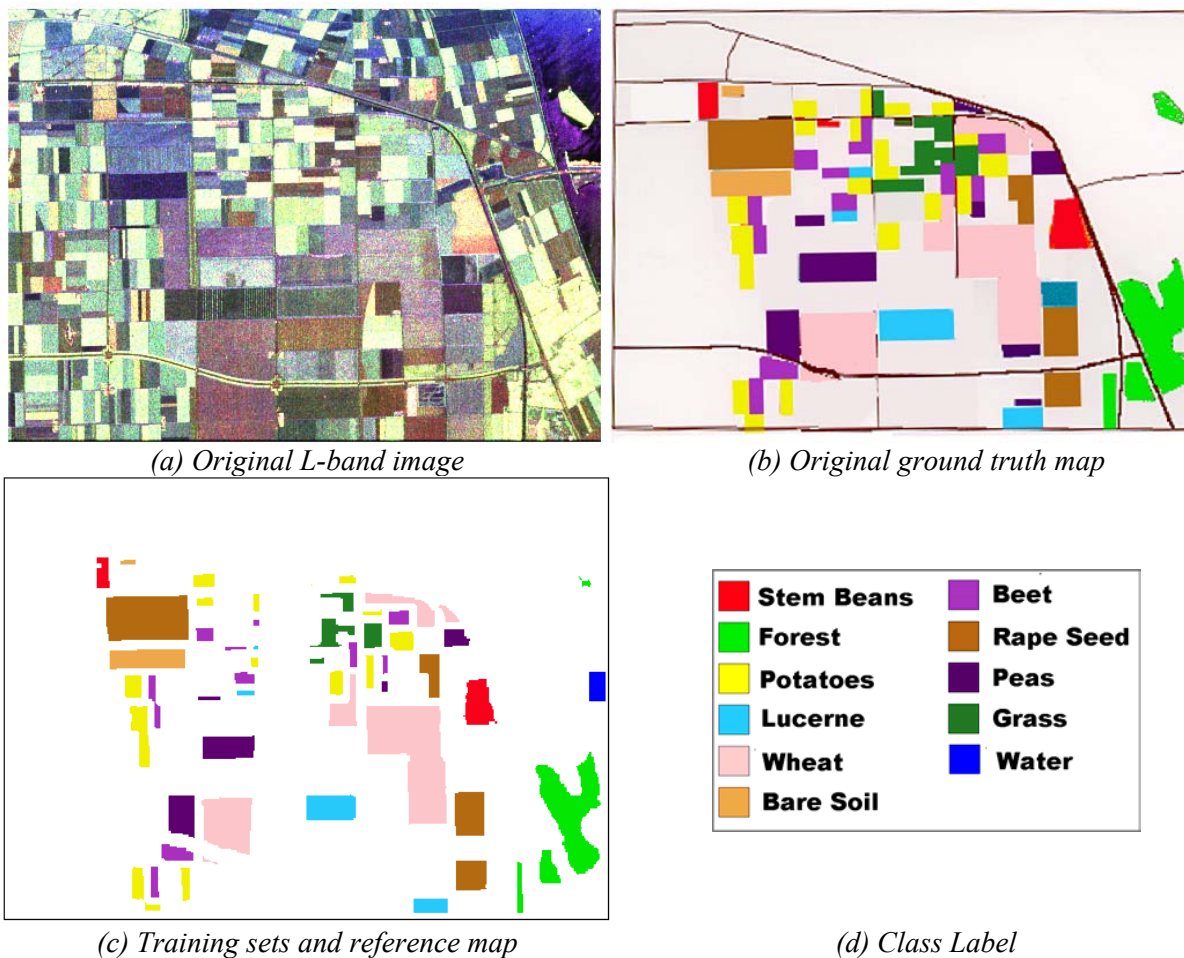 (a) Original L-band image
(b) Original ground truth map
Stem Beans
Beet
Forest
Rape Seed
Potatoes
Peas
Lucerne
Grass
Wheat
Water
Bare Soil
(c) Training sets and reference map
(d) Class Label